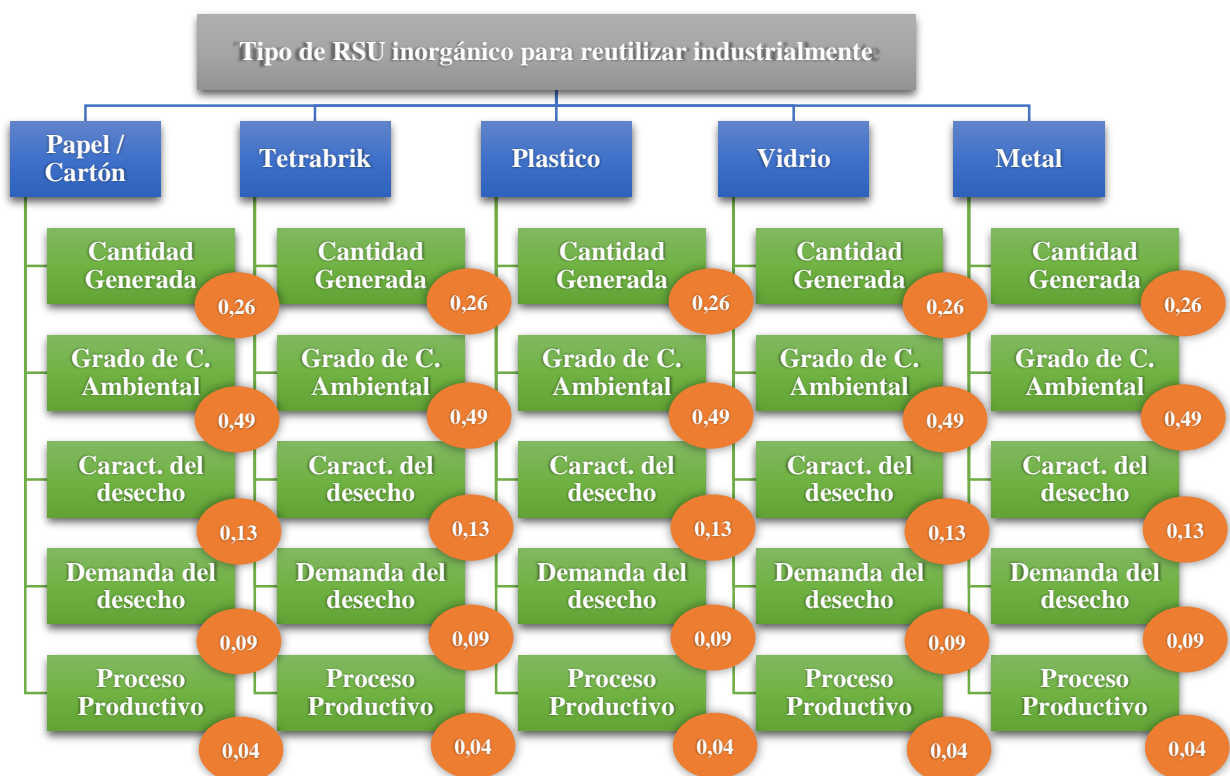 Tipo de RSU inorgánico para reutilizar industrialmente
Papel /
Cartón
Tetrabrik
Plastico
Vidrio
Metal
Cantidad
Generada
0,26
Cantidad
Generada
0,26
Cantidad
Generada
0,26
Cantidad
Generada
0,26
Cantidad
Generada
0,26
Grado de C.
Ambiental
0,49
Grado de C.
Ambiental
0,49
Grado de C.
Ambiental
0,49
Grado de C.
Ambiental
0,49
Grado de C.
Ambiental
0,49
Caract. del
desecho
0,13
Caract. del
desecho
0,13
Caract. del
desecho
0,13
Caract. del
desecho
0,13
Caract. del
desecho
0,13
Demanda del
desecho
0,09
Demanda del
desecho
0,09
Demanda del
desecho
0,09
Demanda del
desecho
0,09
Demanda del
desecho
0,09
Proceso
Productivo
0,04
Proceso
Productivo
0,04
Proceso
Productivo
0,04
Proceso
Productivo
0,04
Proceso
Productivo
0,04